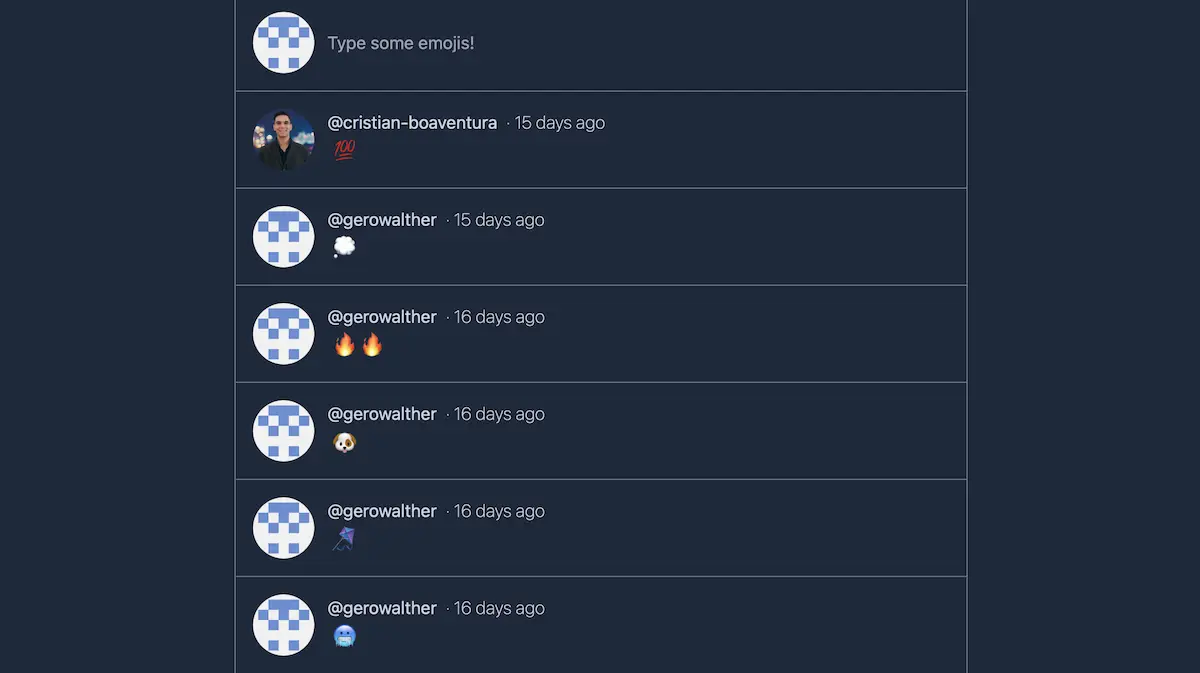 Type some emojis!
@cristian-boaventura · 15 days ago
💯
@gerowalther · 15 days ago
💭
@gerowalther · 16 days ago
🔥🔥
@gerowalther · 16 days ago
🐶
@gerowalther · 16 days ago
🪁
@gerowalther · 16 days ago
🥶